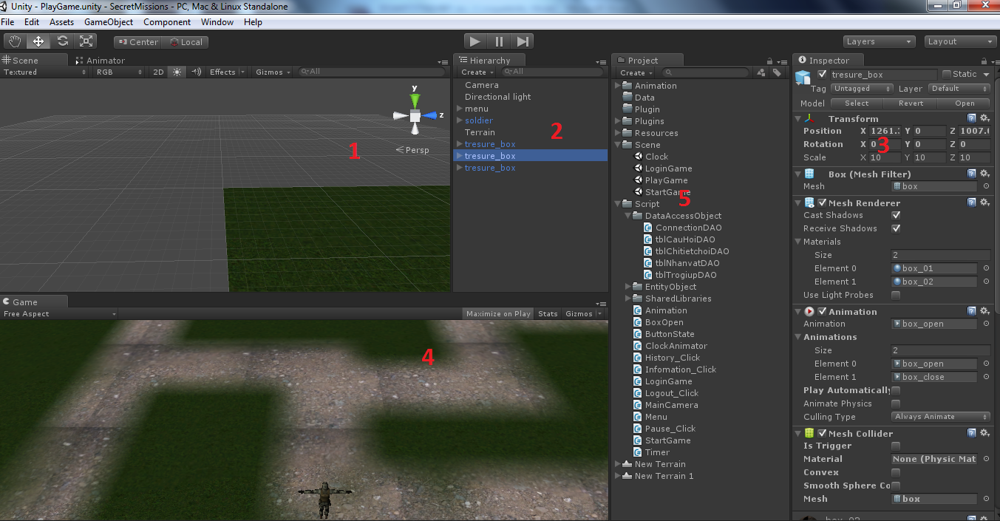 Unity - PlayGame.unity - SecretMissions - PC, Mac & Linux Standalone
File Edit Assets GameObject Component Window Help
Center Local Layers Layout
Scene Animator
Textured RGB 2D Effects Gizmos All
y
z
Persp
1
Hierarchy
Create All
Camera
Directional light
menu
soldier
Terrain
tresure_box
tresure_box
tresure_box
2
Game
Free Aspect Maximize on Play Stats Gizmos
4
Project
Create
Animation
Data
Plugin
Plugins
Resources
Scene
Clock
LoginGame
PlayGame
StartGame
5
Script
DataAccessObject
ConnectionDAO
tblCauHoiDAO
tblChitietchoiDAO
tblNhanvatDAO
tblTrogiupDAO
EntityObject
SharedLibraries
Animation
BoxOpen
ButtonState
ClockAnimator
History_Click
Infomation_Click
LoginGame
Logout_Click
MainCamera
Menu
Pause_Click
StartGame
Timer
New Terrain
New Terrain 1
Inspector
tresure_box Static
Tag Untagged Layer Default
Model Select Revert Open
Transform
Position X 1261. Y 0 Z 1007.
Rotation X 0 Y 0 Z 0
3
Scale X 10 Y 10 Z 10
Box (Mesh Filter)
Mesh box
Mesh Renderer
Cast Shadows
Receive Shadows
Materials
Size 2
Element 0 box_01
Element 1 box_02
Use Light Probes
Animation
Animation box_open
Animations
Size 2
Element 0 box_open
Element 1 box_close
Play Automatically
Animate Physics
Culling Type Always Animate
Mesh Collider
Is Trigger
Material None (Physic Mat
Convex
Smooth Sphere Co
Mesh box